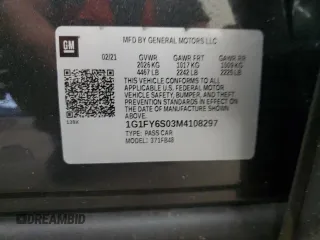 GM
MFD BY GENERAL MOTORS LLC
02/21 GVWR GAWR FRT GAWR RR
2026 KG 1017 KG 1009 KG
4467 LB 2242 LB 2225 LB
THIS VEHICLE CONFORMS TO ALL
APPLICABLE U.S. FEDERAL MOTOR
VEHICLE SAFETY, BUMPER, AND
THEFT PREVENTION STANDARDS IN
EFFECT ON THE DATE OF MANUFACTURE
SHOWN ABOVE.
1G1FY6S03M4108297
TYPE: PASS CAR
MODEL: 371FB48
© AUTOBIDMASTER